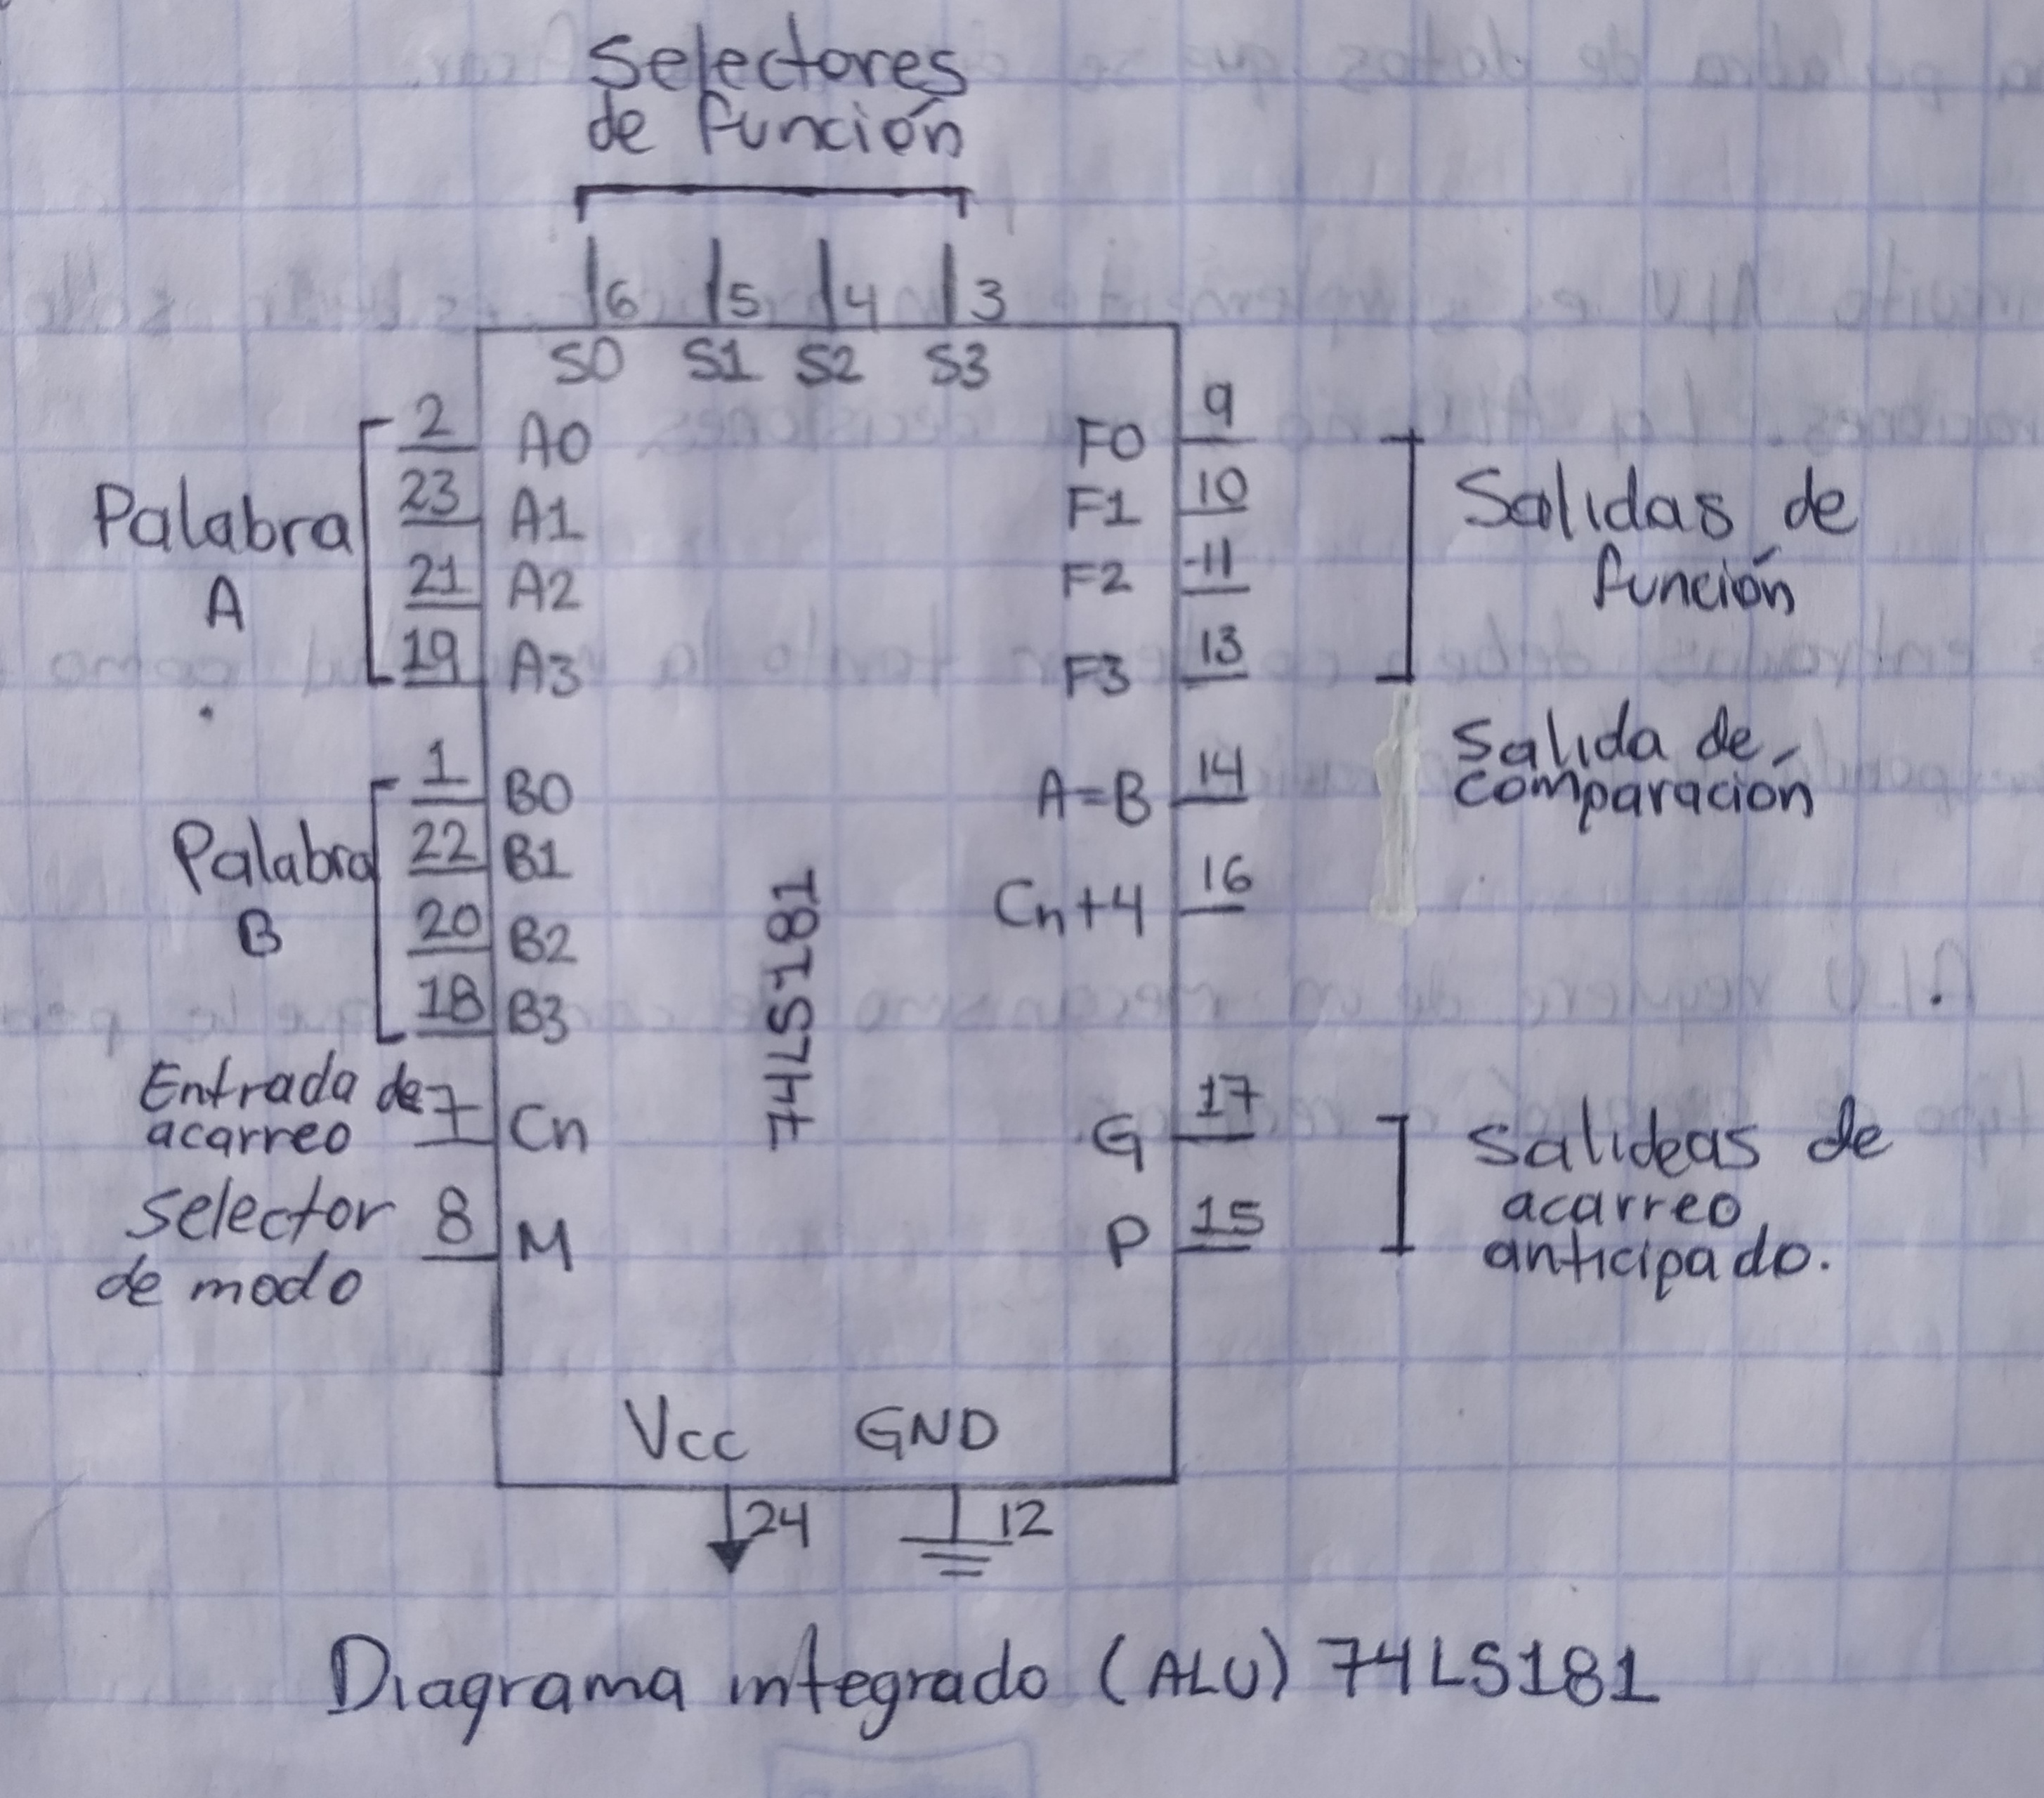 Selectores
de función
6 5 4 3
S0 S1 S2 S3
Palabra
A
2 A0
23 A1
21 A2
19 A3
Palabra
B
1 B0
22 B1
20 B2
18 B3
Entrada de
acarreo
7 Cn
Selector
de modo
8 M
74LS181
F0 9
F1 10
F2 11
F3 13
Salidas de
función
A=B 14
Salida de
comparación
Cn+4 16
G 17
P 15
Salideas de
acarreo
anticipado.
Vcc GND
24 12
Diagrama integrado (ALU) 74LS181